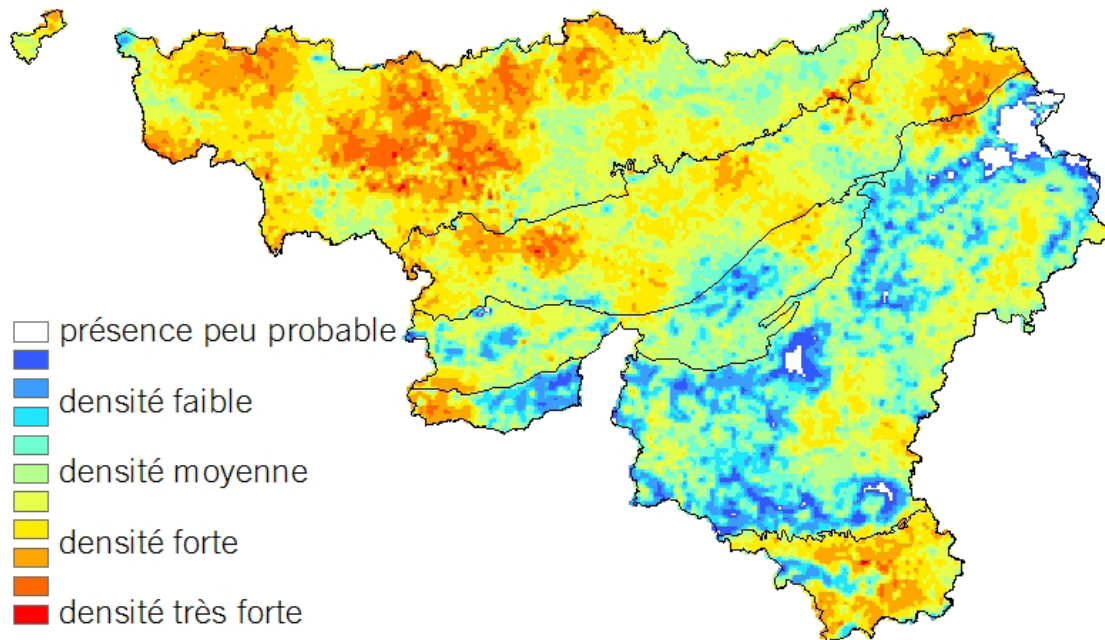 présence peu probable
densité faible
densité moyenne
densité forte
densité très forte